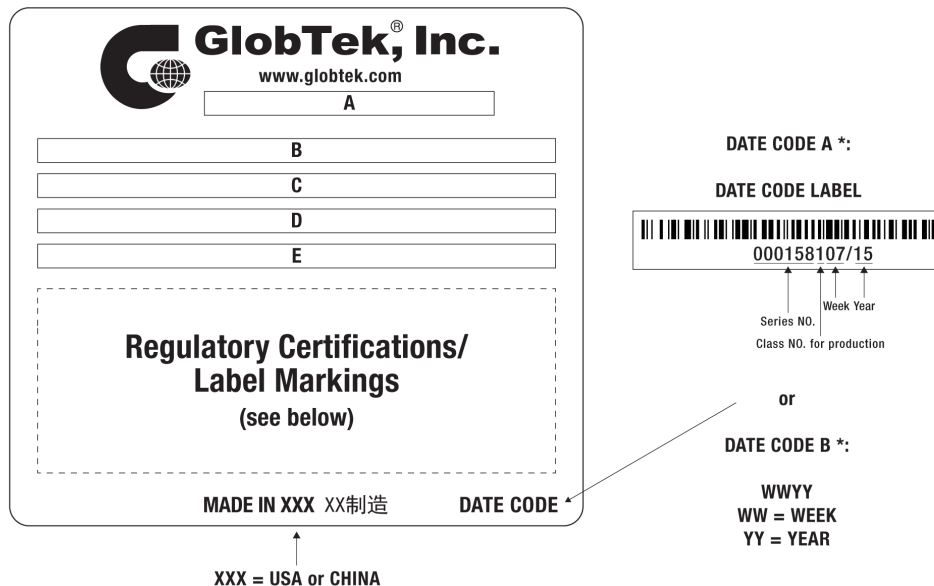 GlobTek®, Inc.
www.globtek.com
A
B
C
D
E
Regulatory Certifications/
Label Markings
(see below)
MADE IN XXX XX制造 DATE CODE
XXX = USA or CHINA
DATE CODE A *:
DATE CODE LABEL
000158107/15
Week Year
Series NO.
Class NO. for production
or
DATE CODE B *:
WWYY
WW = WEEK
YY = YEAR